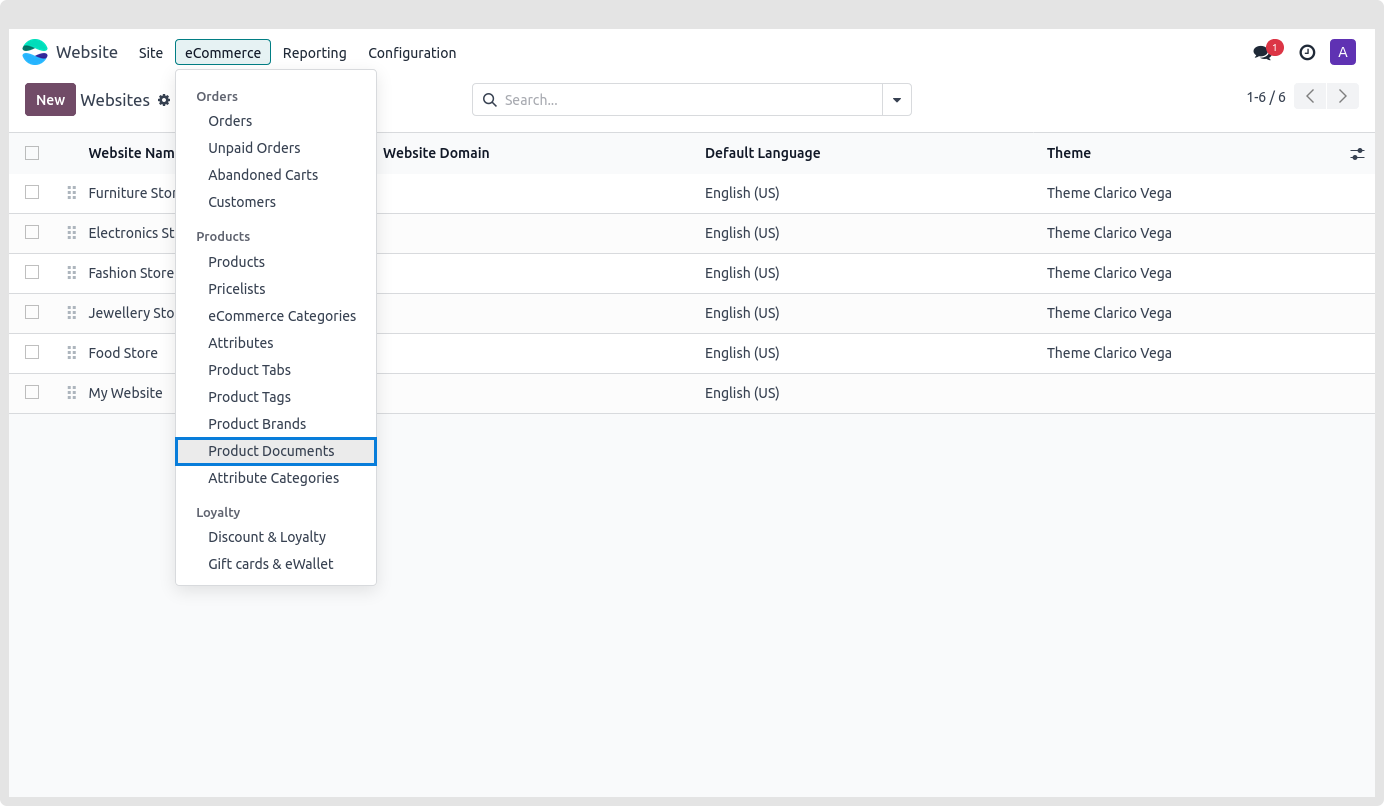 Website Site eCommerce Reporting Configuration 1 A
New Websites Search... 1-6 / 6
Orders
Orders
Unpaid Orders
Abandoned Carts
Customers
Products
Products
Pricelists
eCommerce Categories
Attributes
Product Tabs
Product Tags
Product Brands
Product Documents
Attribute Categories
Loyalty
Discount & Loyalty
Gift cards & eWallet
Website Nam Website Domain Default Language Theme
Furniture Stor English (US) Theme Clarico Vega
Electronics St English (US) Theme Clarico Vega
Fashion Store English (US) Theme Clarico Vega
Jewellery Sto English (US) Theme Clarico Vega
Food Store English (US) Theme Clarico Vega
My Website English (US)